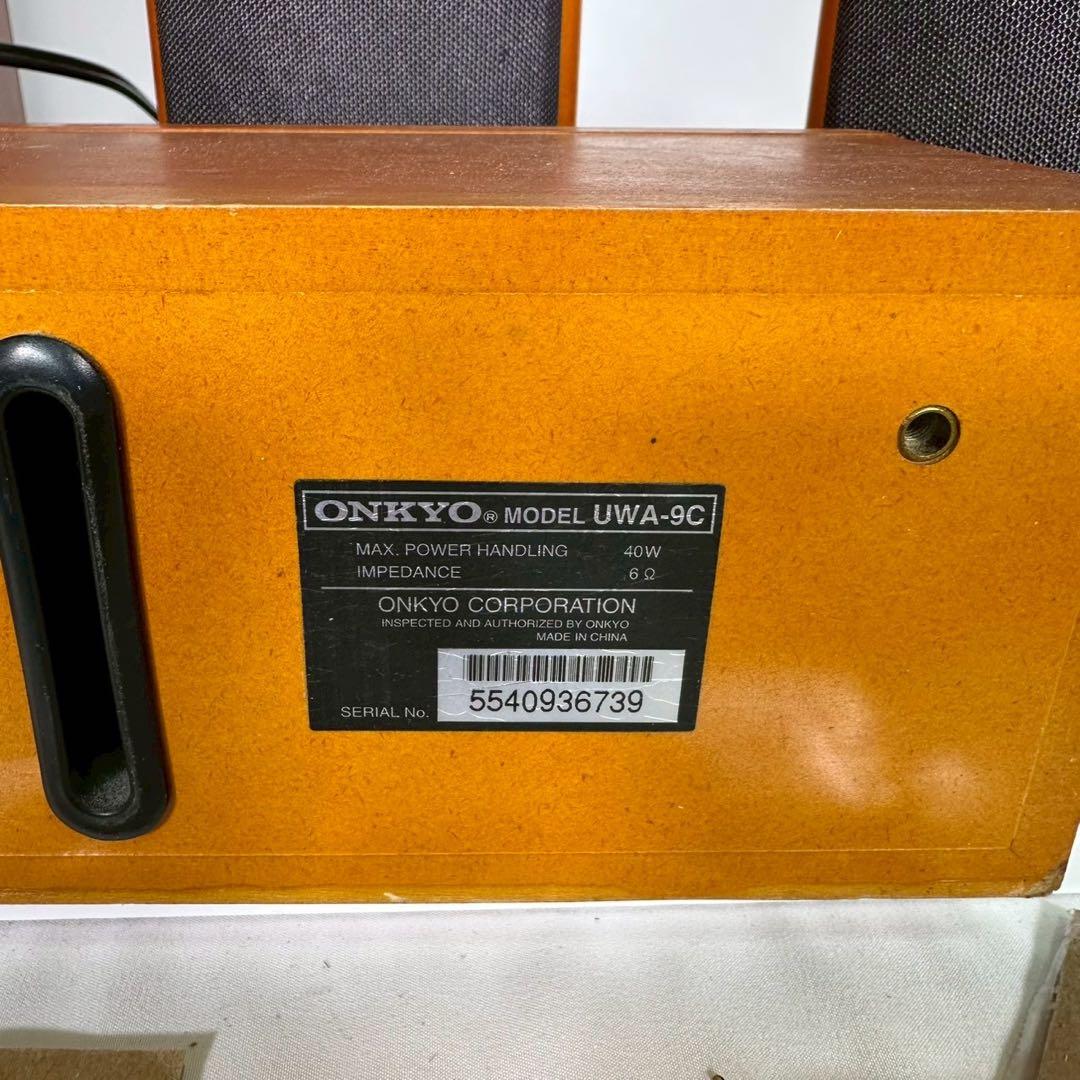 ONKYO® MODEL UWA-9C
MAX. POWER HANDLING 40W
IMPEDANCE 6 Ω
ONKYO CORPORATION
INSPECTED AND AUTHORIZED BY ONKYO
MADE IN CHINA
5540936739
SERIAL No.